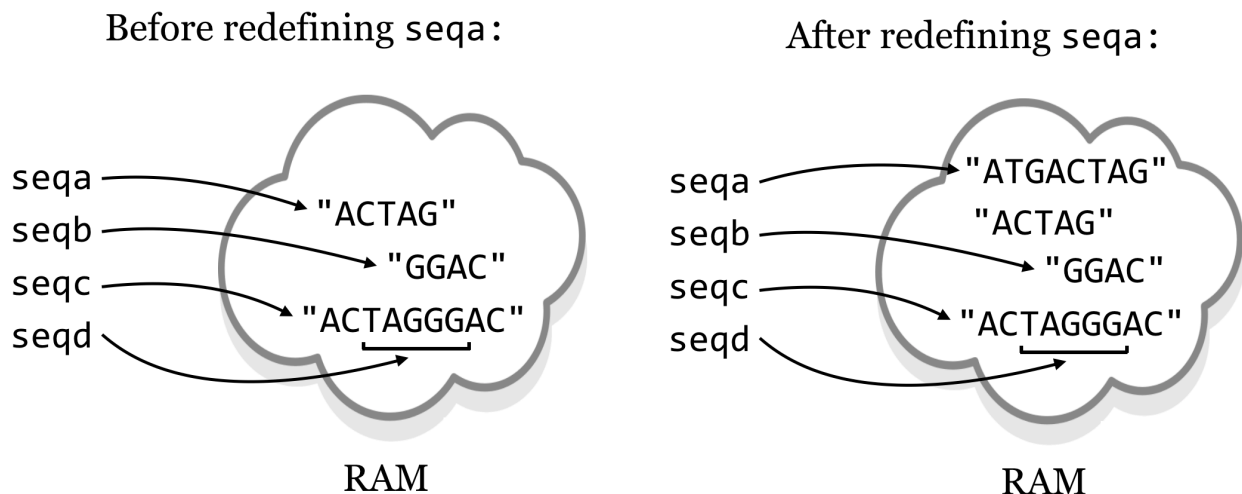 Before redefining seqa:
seqa
seqb
seqc
seqd
"ACTAG"
"GGAC"
"ACTAGGGAC"
RAM
After redefining seqa:
seqa
seqb
seqc
seqd
"ATGACTAG"
"ACTAG"
"GGAC"
"ACTAGGGAC"
RAM